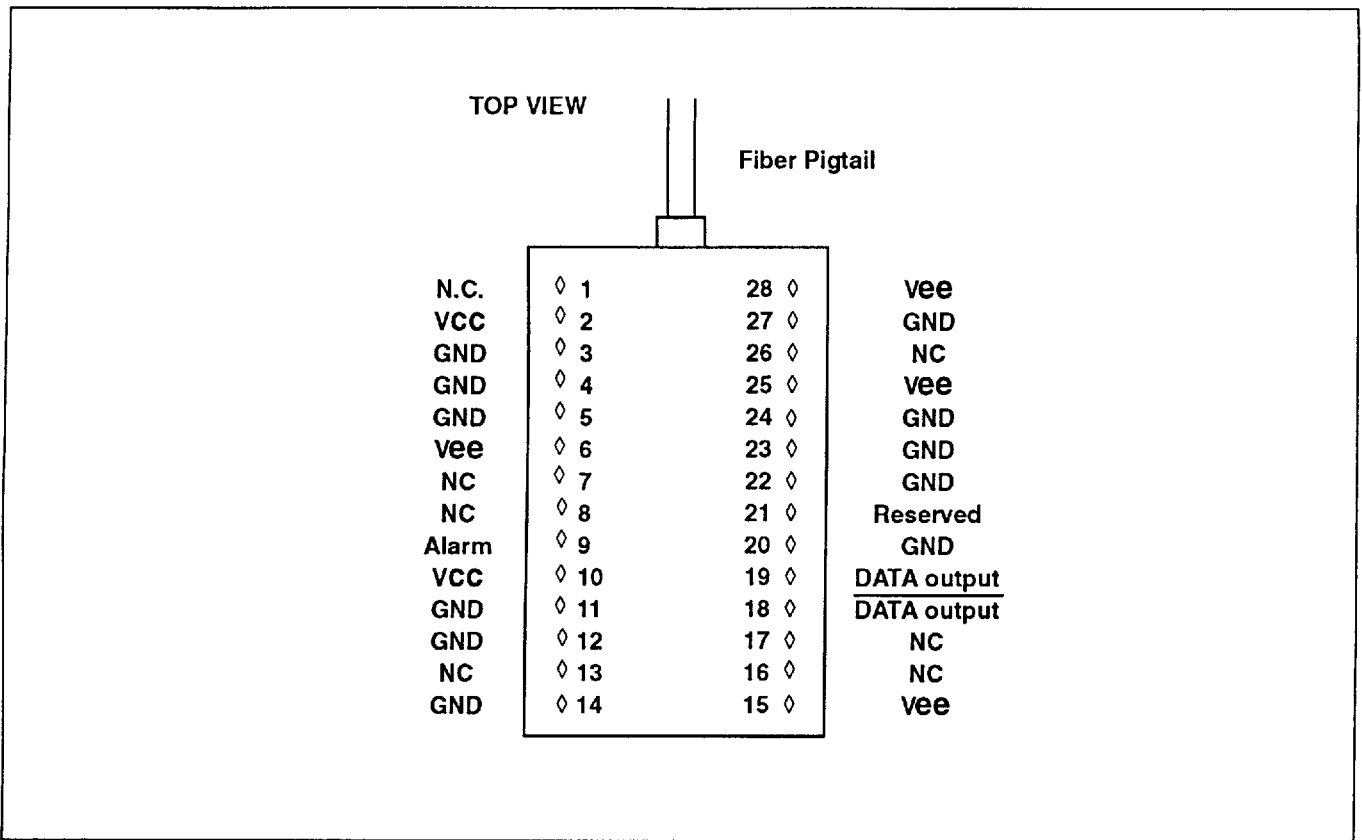 TOP VIEW
Fiber Pigtail
N.C. ◊ 1 28 ◊ Vee
VCC ◊ 2 27 ◊ GND
GND ◊ 3 26 ◊ NC
GND ◊ 4 25 ◊ Vee
GND ◊ 5 24 ◊ GND
Vee ◊ 6 23 ◊ GND
NC ◊ 7 22 ◊ GND
NC ◊ 8 21 ◊ Reserved
Alarm ◊ 9 20 ◊ GND
VCC ◊ 10 19 ◊ DATA output
GND ◊ 11 18 ◊ D̅A̅T̅A̅ ̅o̅u̅t̅p̅u̅t̅
GND ◊ 12 17 ◊ NC
NC ◊ 13 16 ◊ NC
GND ◊ 14 15 ◊ Vee